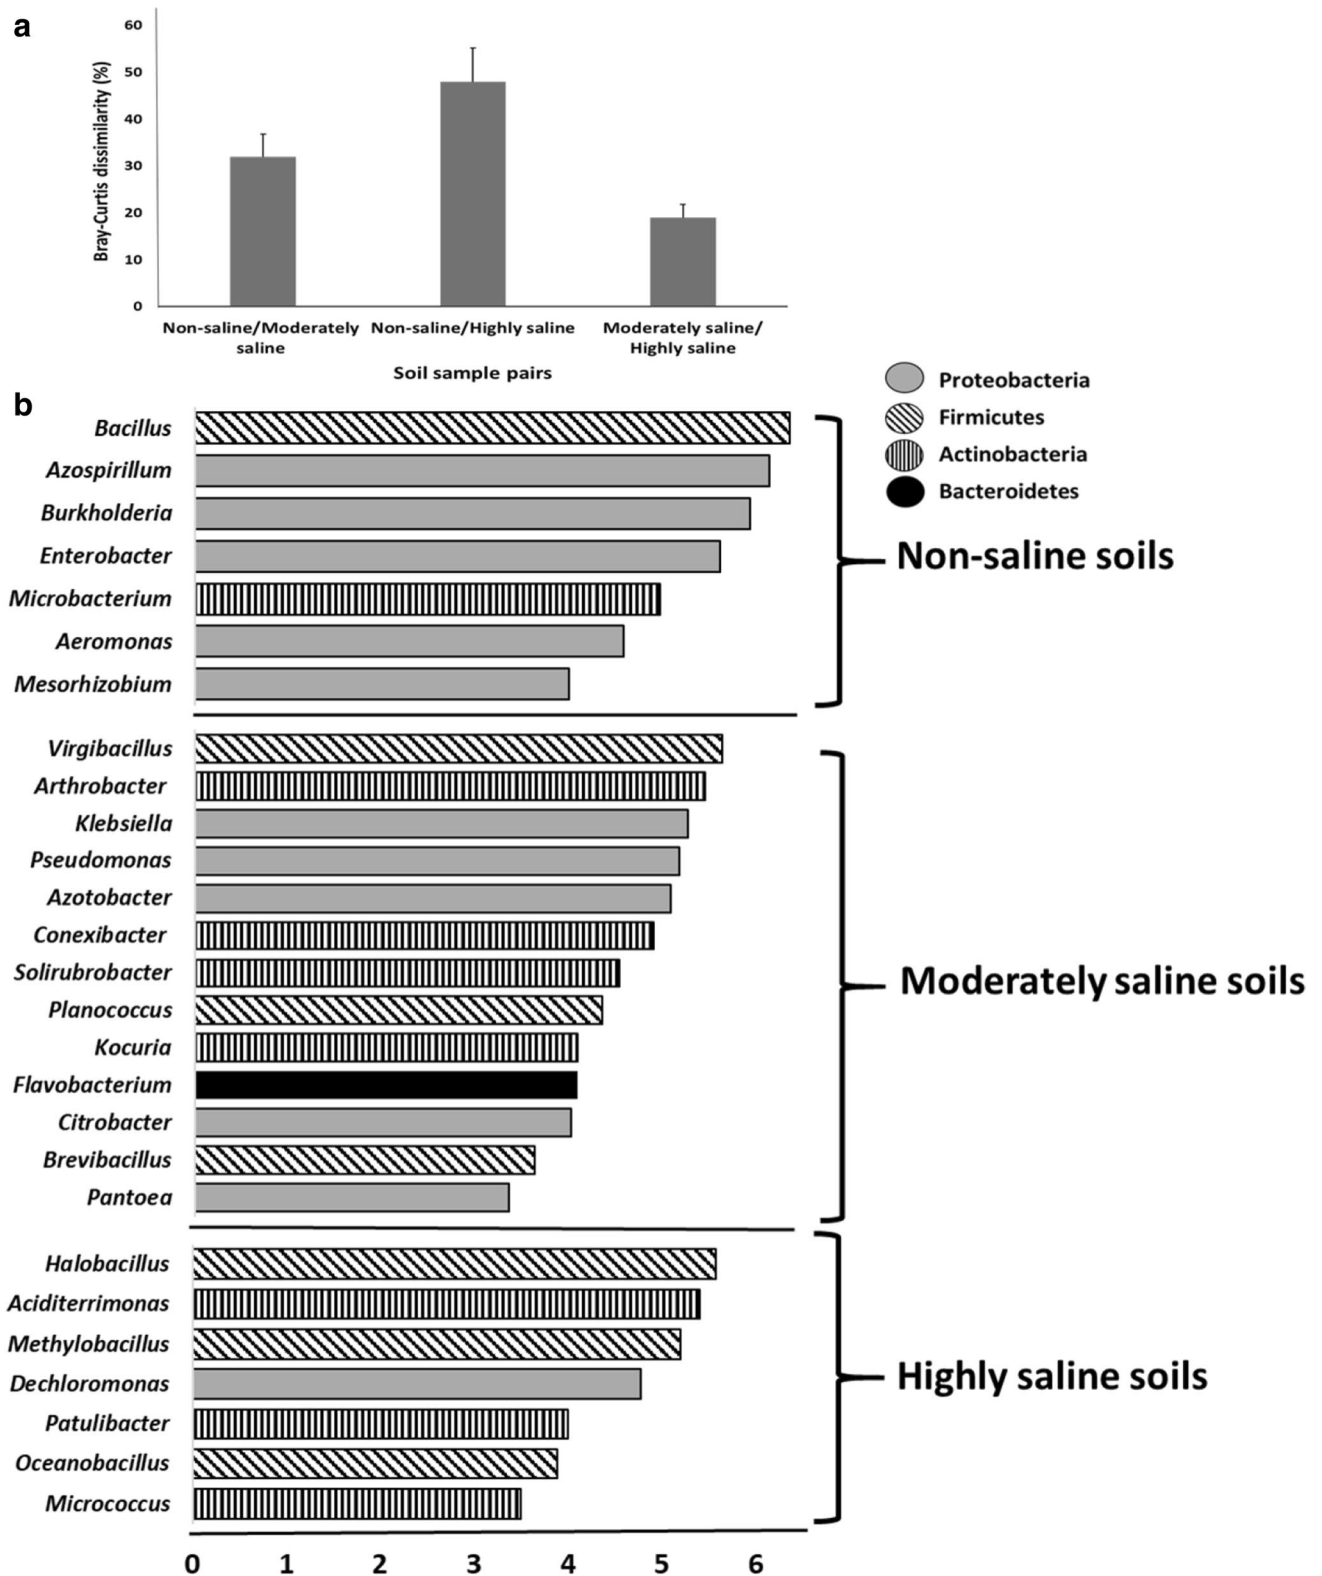 a
60
50
40
30
20
10
0
Bray-Curtis dissimilarity (%)
Non-saline/Moderately
saline
Non-saline/Highly saline
Moderately saline/
Highly saline
Soil sample pairs
Proteobacteria
Firmicutes
Actinobacteria
Bacteroidetes
b
Bacillus
Azospirillum
Burkholderia
Enterobacter
Microbacterium
Aeromonas
Mesorhizobium
Non-saline soils
Virgibacillus
Arthrobacter
Klebsiella
Pseudomonas
Azotobacter
Conexibacter
Solirubrobacter
Planococcus
Kocuria
Flavobacterium
Citrobacter
Brevibacillus
Pantoea
Moderately saline soils
Halobacillus
Aciditerrimonas
Methylobacillus
Dechloromonas
Patulibacter
Oceanobacillus
Micrococcus
Highly saline soils
0 1 2 3 4 5 6